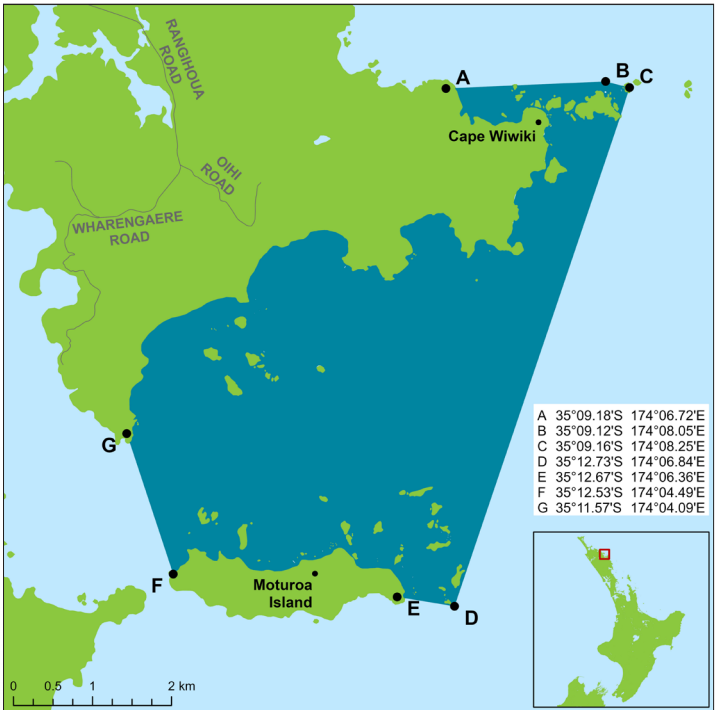 RANGIHOUA
ROAD
A
B
C
Cape Wiwiki
OIHI
ROAD
WHARENGAERE
ROAD
G
A 35°09.18'S 174°06.72'E
B 35°09.12'S 174°08.05'E
C 35°09.16'S 174°08.25'E
D 35°12.73'S 174°06.84'E
E 35°12.67'S 174°06.36'E
F 35°12.53'S 174°04.49'E
G 35°11.57'S 174°04.09'E
F
Moturoa
Island
E
D
0 0.5 1 2 km